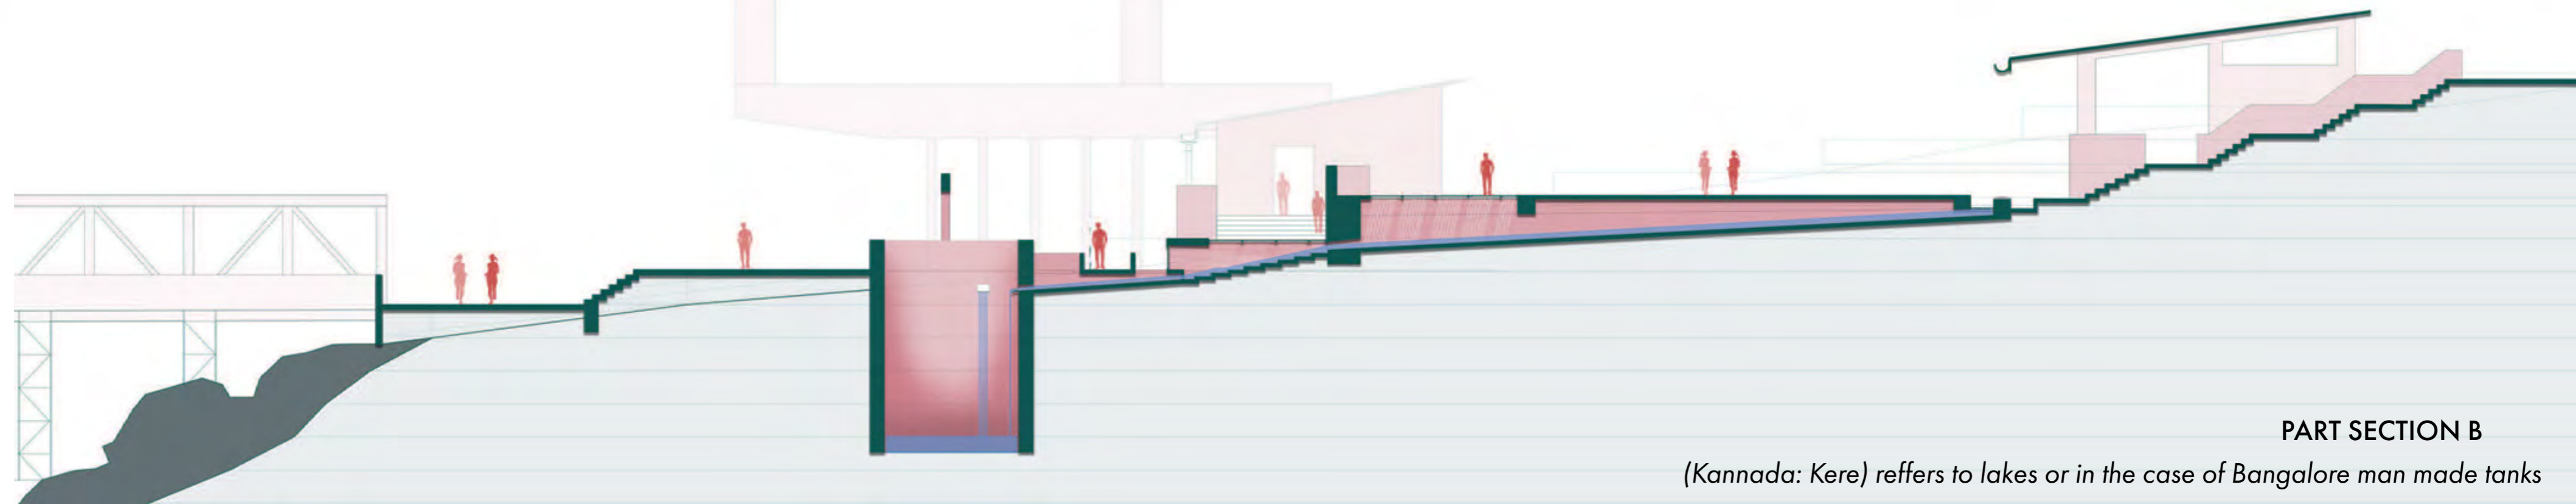 PART SECTION B
(Kannada: Kere) reffers to lakes or in the case of Bangalore man made tanks